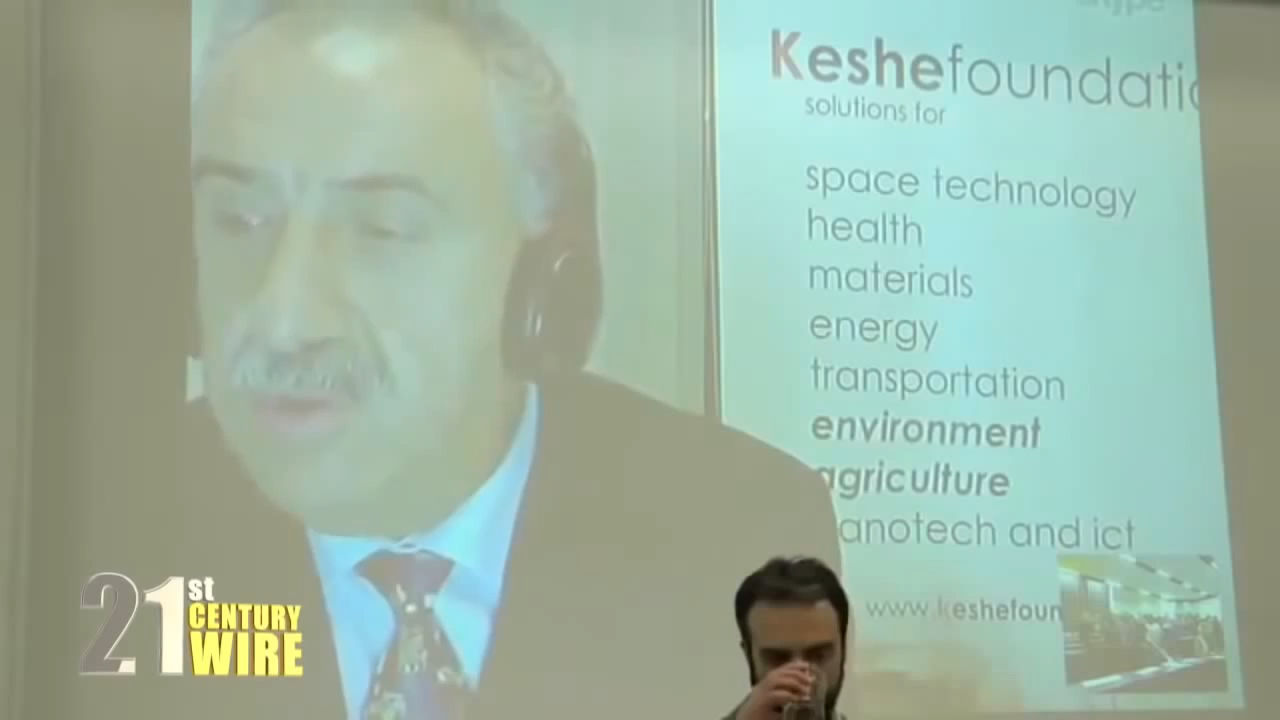 Keshefoundatio
solutions for
space technology
health
materials
energy
transportation
environment
agriculture
anotech and ict
www.keshefoun
21st
CENTURY
WIRE